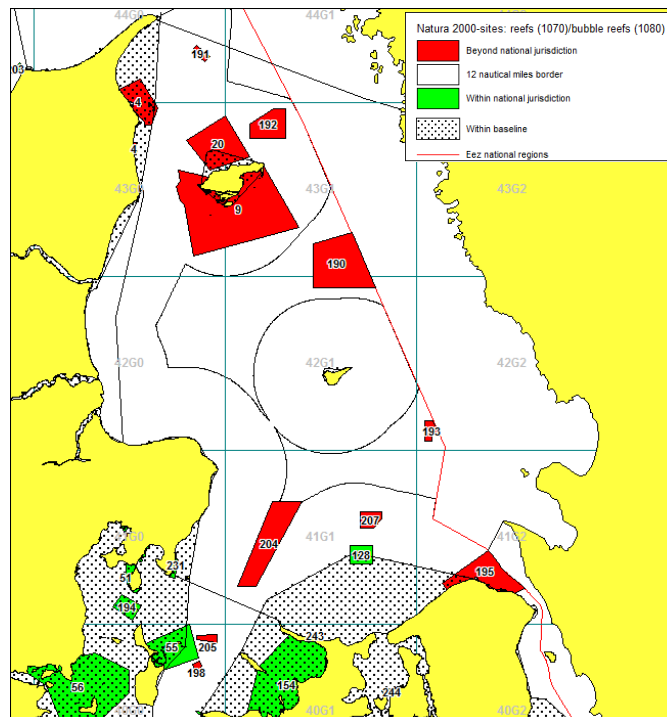 44G0
44G1
Natura 2000-sites: reefs (1070)/bubble reefs (1080)
Beyond national jurisdiction
12 nautical miles border
Within national jurisdiction
Within baseline
Eez national regions
191
03
4
192
20
4
43G0
43G1
43G2
9
190
42G0
42G1
42G2
193
207
41G0
41G1
41G2
204
128
231
51
195
194
243
55
205
198
56
154
244
40G1
40G2